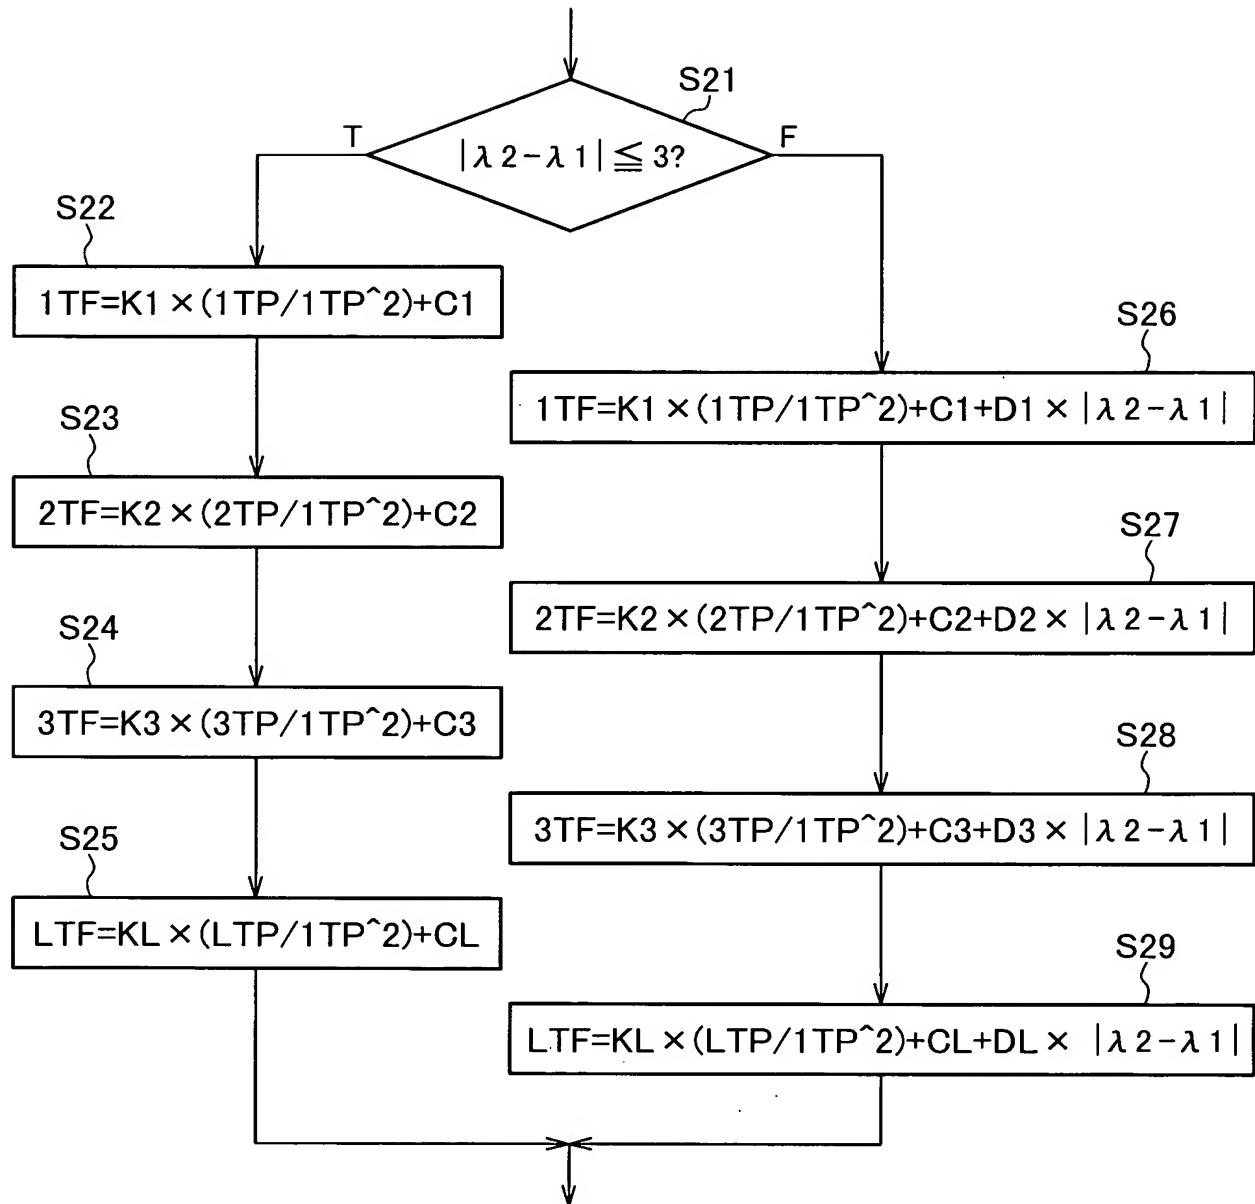 S21
T
|λ2-λ1|≦3?
F
S22
1TF=K1×(1TP/1TP^2)+C1
S23
2TF=K2×(2TP/1TP^2)+C2
S24
3TF=K3×(3TP/1TP^2)+C3
S25
LTF=KL×(LTP/1TP^2)+CL
S26
1TF=K1×(1TP/1TP^2)+C1+D1×|λ2-λ1|
S27
2TF=K2×(2TP/1TP^2)+C2+D2×|λ2-λ1|
S28
3TF=K3×(3TP/1TP^2)+C3+D3×|λ2-λ1|
S29
LTF=KL×(LTP/1TP^2)+CL+DL× |λ2-λ1|